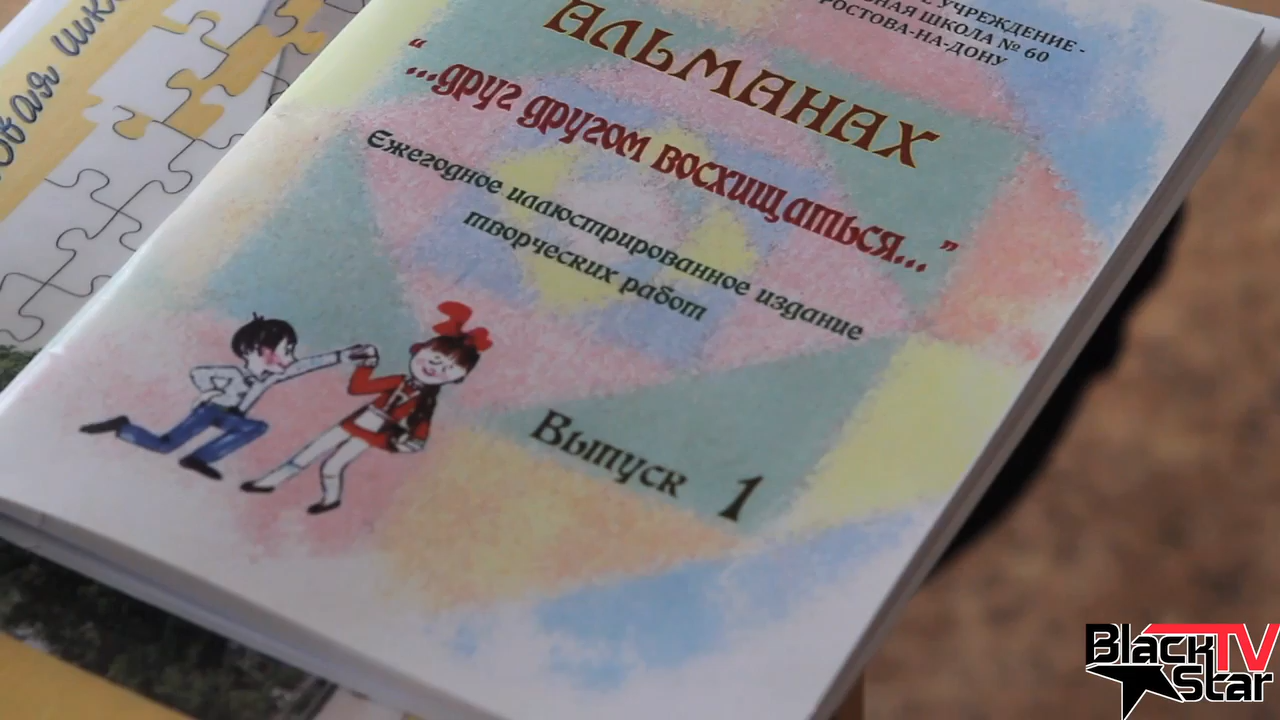 УЧРЕЖДЕНИЕ -
ШКОЛА № 60
РОСТОВА-НА-ДОНУ
АЛЬМАНАХ
“...друг другом восхищаться...”
Ежегодное иллюстрированное издание
творческих работ
Выпуск 1
Black TV
Star